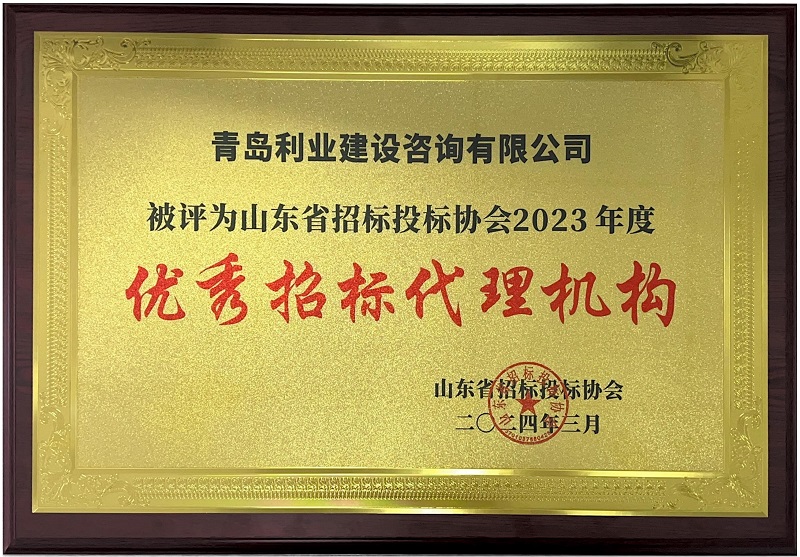 青岛利业建设咨询有限公司
被评为山东省招标投标协会2023年度
优秀招标代理机构
山东省招标投标协会
二〇二四年三月